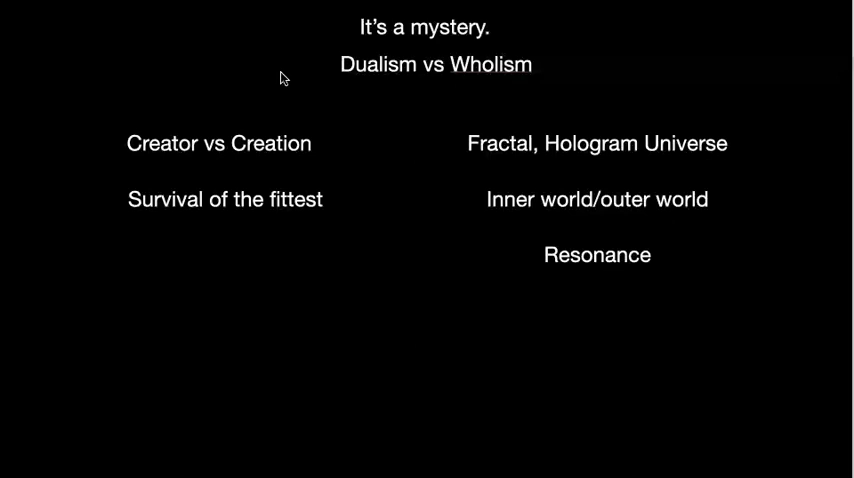 It’s a mystery.
Dualism vs Wholism
Creator vs Creation
Survival of the fittest
Fractal, Hologram Universe
Inner world/outer world
Resonance